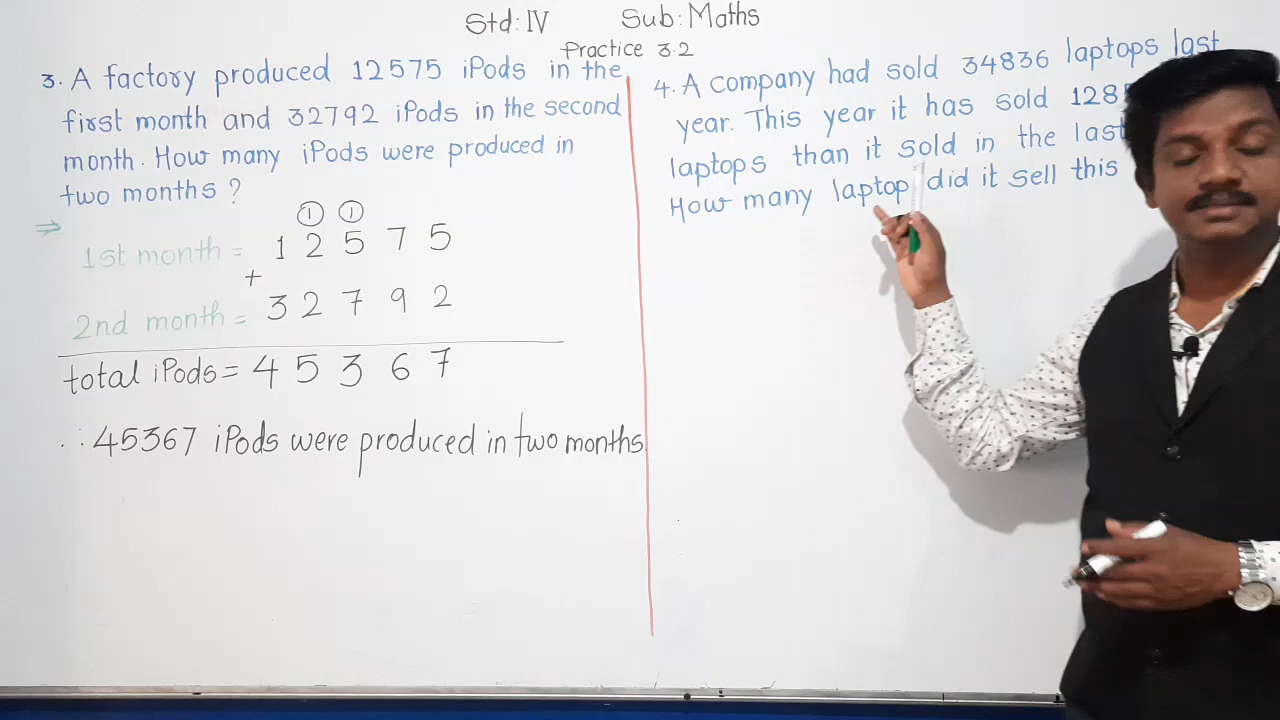 Std: IV Sub: Maths
Practice 3.2
3. A factory produced 12575 iPods in the
first month and 32792 iPods in the second
month. How many iPods were produced in
two months ?
⇒ 1 1
1st month = 1 2 5 7 5
+
2nd month = 3 2 7 9 2
total iPods = 4 5 3 6 7
∴ 45367 iPods were produced in two months.
4. A company had sold 34836 laptops last
year. This year it has sold 128
laptops than it sold in the last
How many laptop did it sell this